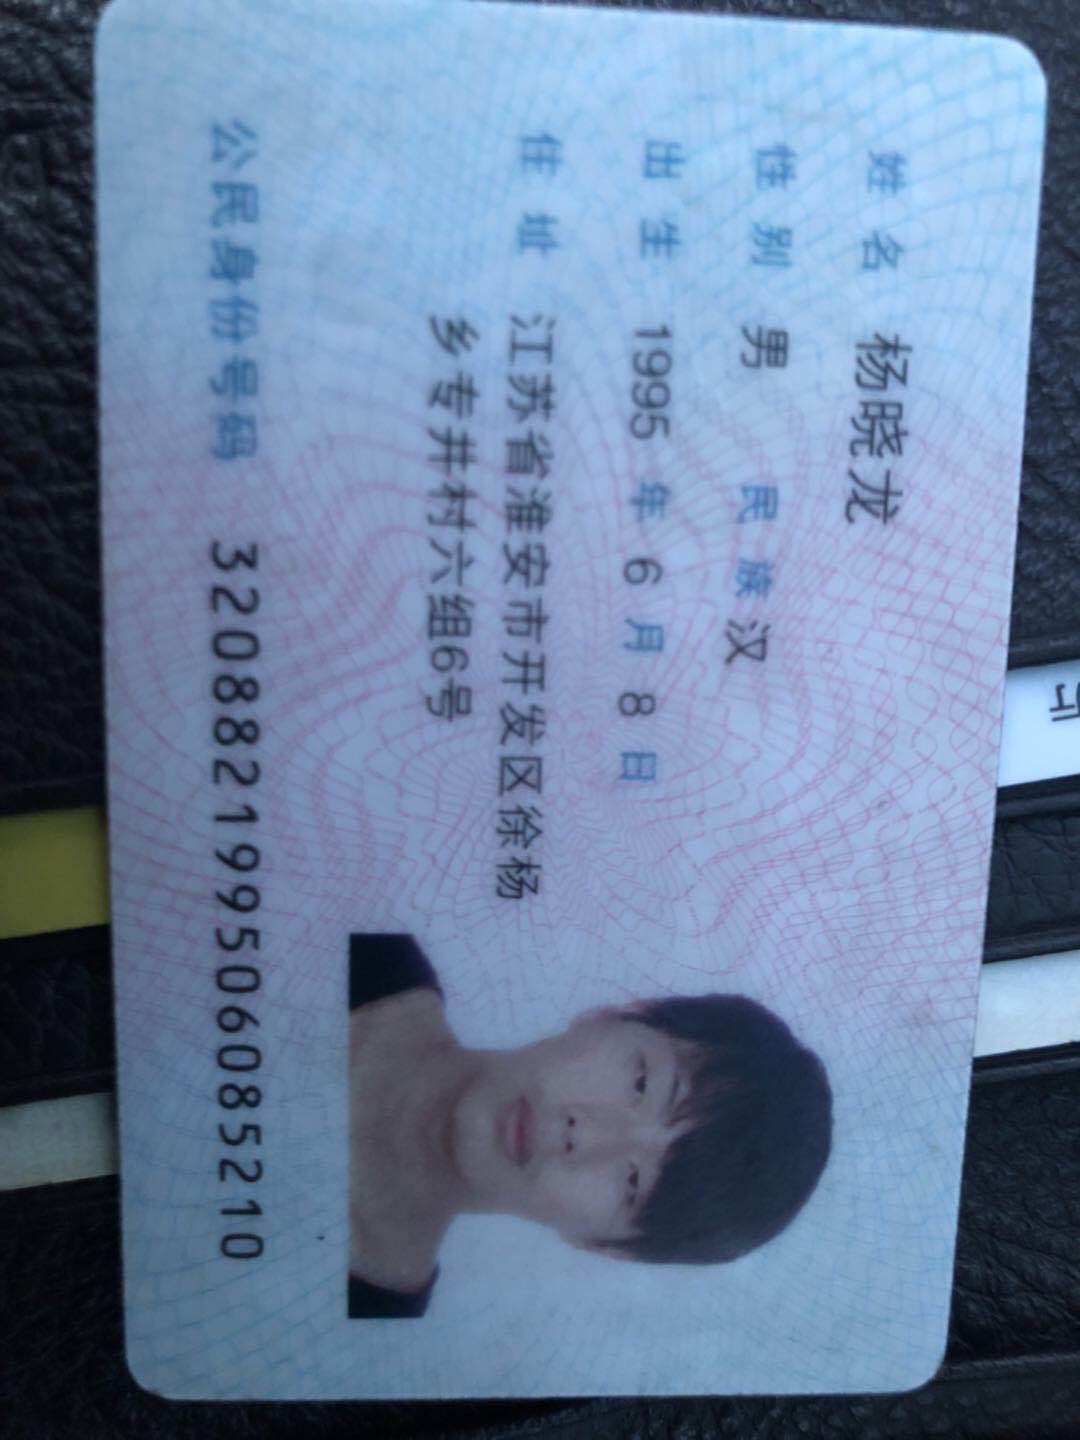 姓名 杨晓龙
性别 男 民族 汉
出生 1995 年 6 月 8 日
住址 江苏省淮安市开发区徐杨
乡专井村六组6号
公民身份号码 320882199506085210